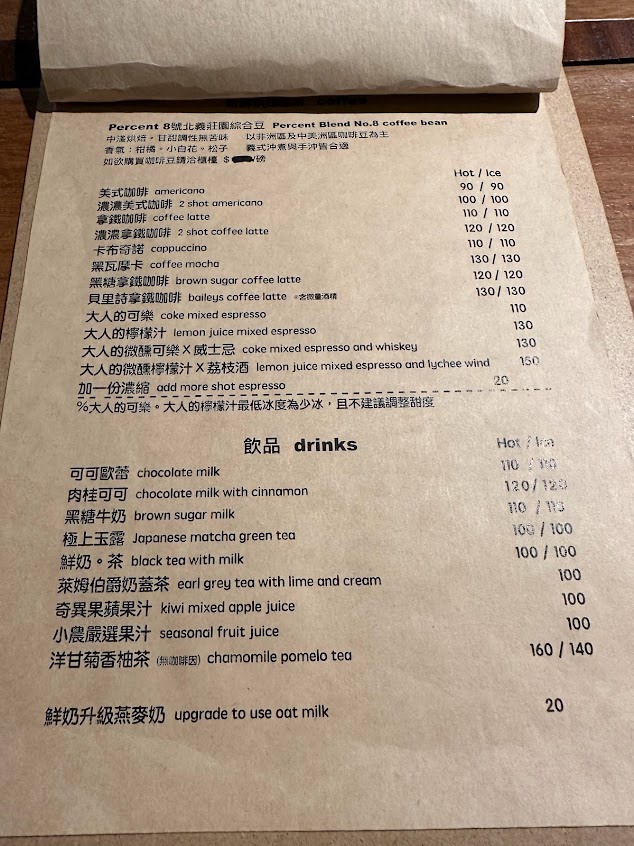 Percent 8號北義莊園綜合豆 Percent Blend No.8 coffee bean
中淺烘焙。甘甜調性無苦味 以非洲區及中美洲區咖啡豆為主
香氣：柑橘。小白花。松子 義式沖煮與手沖皆合適
如欲購買咖啡豆請洽櫃檯 $ /磅
Hot / Ice
美式咖啡 americano 90 / 90
濃濃美式咖啡 2 shot americano 100 / 100
拿鐵咖啡 coffee latte 110 / 110
濃濃拿鐵咖啡 2 shot coffee latte 120 / 120
卡布奇諾 cappuccino 110 / 110
黑瓦摩卡 coffee mocha 130 / 130
黑糖拿鐵咖啡 brown sugar coffee latte 120 / 120
貝里詩拿鐵咖啡 baileys coffee latte ※含微量酒精 130 / 130
大人的可樂 coke mixed espresso 110
大人的檸檬汁 lemon juice mixed espresso 130
大人的微醺可樂 X 威士忌 coke mixed espresso and whiskey 130
大人的微醺檸檬汁 X 荔枝酒 lemon juice mixed espresso and lychee wind 150
加一份濃縮 add more shot espresso 20
％大人的可樂。大人的檸檬汁最低冰度為少冰，且不建議調整甜度
飲品 drinks Hot / Ice
可可歐蕾 chocolate milk 110 / 110
肉桂可可 chocolate milk with cinnamon 120 / 120
黑糖牛奶 brown sugar milk 110 / 113
極上玉露 Japanese matcha green tea 100 / 100
鮮奶。茶 black tea with milk 100 / 100
萊姆伯爵奶蓋茶 earl grey tea with lime and cream 100
奇異果蘋果汁 kiwi mixed apple juice 100
小農嚴選果汁 seasonal fruit juice 100
洋甘菊香柚茶 (無咖啡因) chamomile pomelo tea 160 / 140
鮮奶升級燕麥奶 upgrade to use oat milk 20